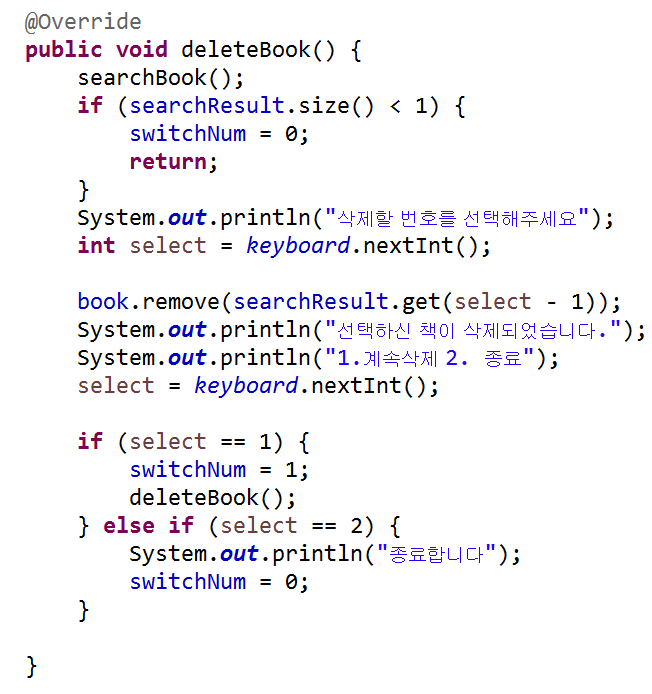 @Override
public void deleteBook() {
    searchBook();
    if (searchResult.size() < 1) {
        switchNum = 0;
        return;
    }
    System.out.println("삭제할 번호를 선택해주세요");
    int select = keyboard.nextInt();

    book.remove(searchResult.get(select - 1));
    System.out.println("선택하신 책이 삭제되었습니다.");
    System.out.println("1.계속삭제 2. 종료");
    select = keyboard.nextInt();

    if (select == 1) {
        switchNum = 1;
        deleteBook();
    } else if (select == 2) {
        System.out.println("종료합니다");
        switchNum = 0;
    }

}